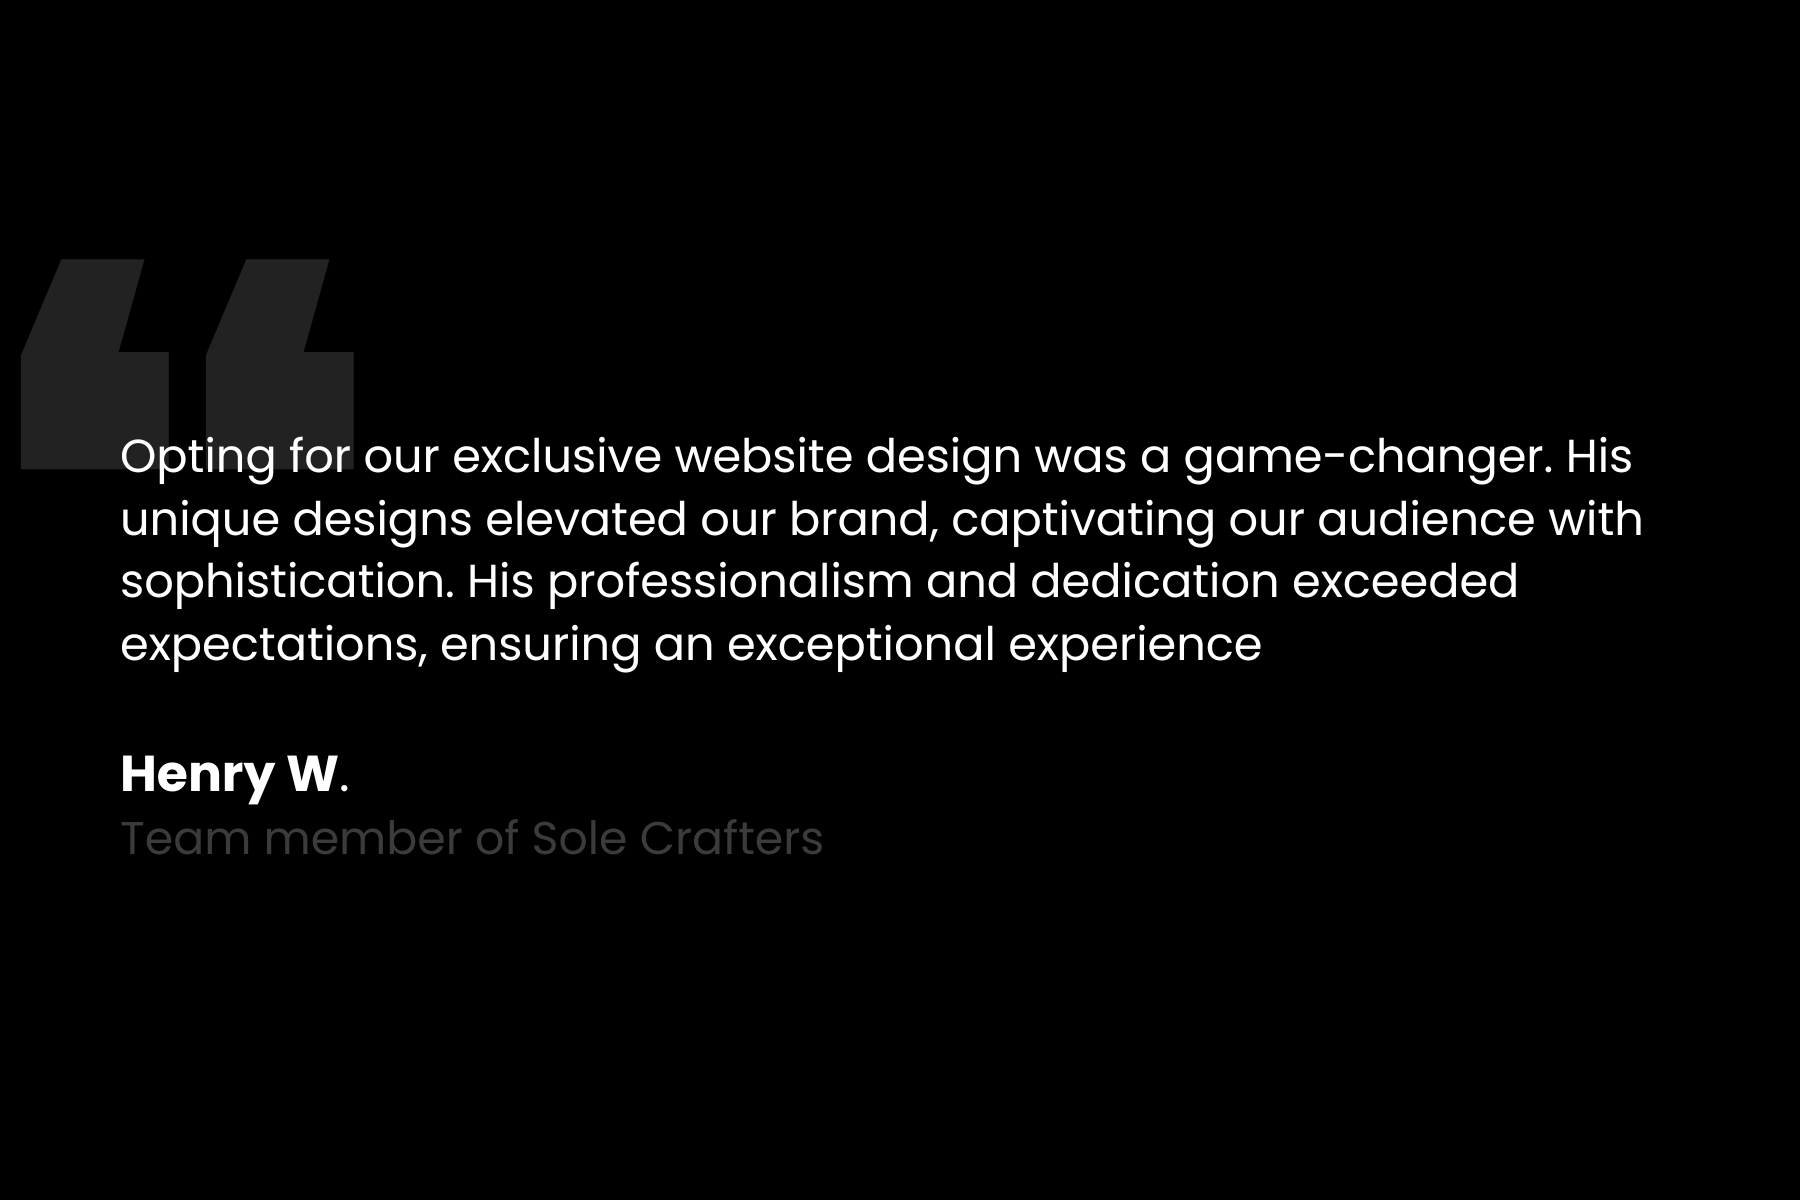 Opting for our exclusive website design was a game-changer. His
unique designs elevated our brand, captivating our audience with
sophistication. His professionalism and dedication exceeded
expectations, ensuring an exceptional experience
Henry W.
Team member of Sole Crafters